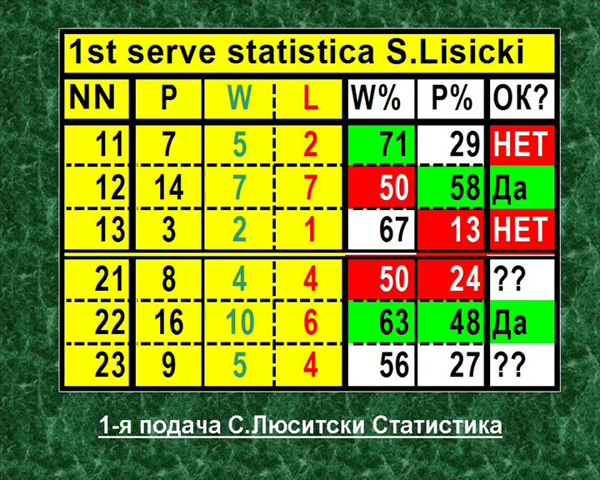 1st serve statistica S.Lisicki
NN P W L W% P% ОК?
11 7 5 2 71 29 НЕТ
12 14 7 7 50 58 Да
13 3 2 1 67 13 НЕТ
21 8 4 4 50 24 ??
22 16 10 6 63 48 Да
23 9 5 4 56 27 ??
1-я подача С.Люситски Статистика